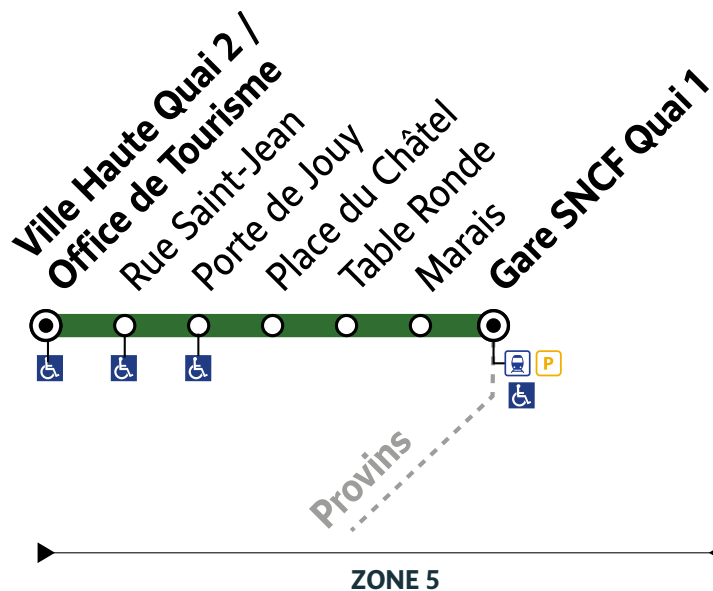 Ville Haute Quai 2 /
Office de Tourisme
Rue Saint-Jean
Porte de Jouy
Place du Châtel
Table Ronde
Marais
Gare SNCF Quai 1
P
Provins
ZONE 5